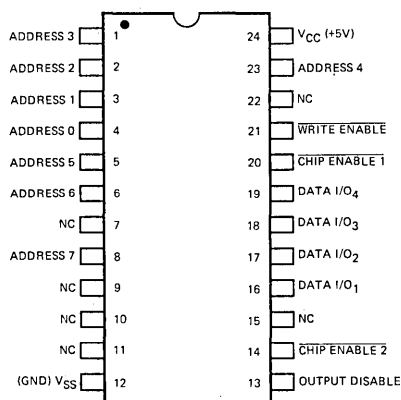 ADDRESS 3 1 24 VCC (+5V)
ADDRESS 2 2 23 ADDRESS 4
ADDRESS 1 3 22 NC
ADDRESS 0 4 21 WRITE ENABLE
ADDRESS 5 5 20 CHIP ENABLE 1
ADDRESS 6 6 19 DATA I/O4
NC 7 18 DATA I/O3
ADDRESS 7 8 17 DATA I/O2
NC 9 16 DATA I/O1
NC 10 15 NC
NC 11 14 CHIP ENABLE 2
(GND) VSS 12 13 OUTPUT DISABLE